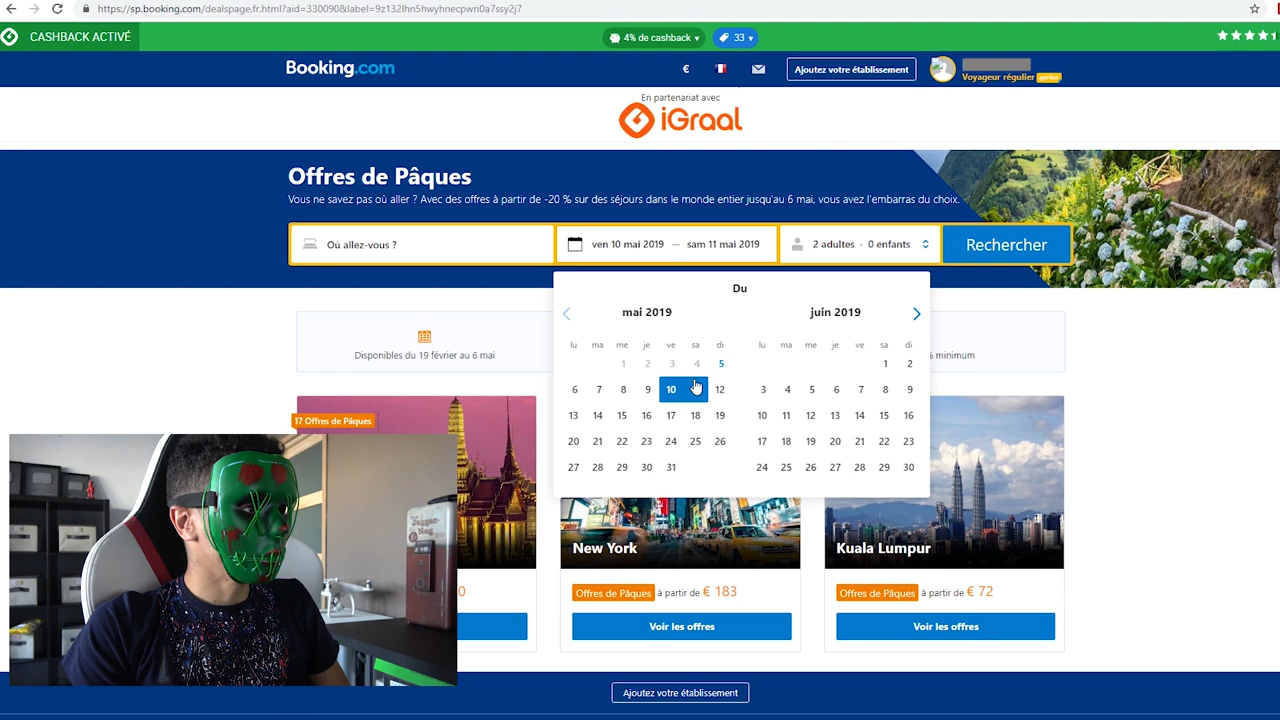 https://sp.booking.com/dealspage.fr.html?aid=330090&label=9z132lhn5hwyhnecpwri0a7ssy2j7
CASHBACK ACTIVÉ
4% de cashback
33
Booking.com
€
Ajoutez votre établissement
Voyageur régulier
genius
En partenariat avec
iGraal
Offres de Pâques
Vous ne savez pas où aller ? Avec des offres à partir de -20 % sur des séjours dans le monde entier jusqu'au 6 mai, vous avez l'embarras du choix.
Où allez-vous ?
ven 10 mai 2019 — sam 11 mai 2019
2 adultes · 0 enfants
Rechercher
Du
mai 2019
lu ma me je ve sa di
1 2 3 4 5
6 7 8 9 10 12
13 14 15 16 17 18 19
20 21 22 23 24 25 26
27 28 29 30 31
juin 2019
lu ma me je ve sa di
1 2
3 4 5 6 7 8 9
10 11 12 13 14 15 16
17 18 19 20 21 22 23
24 25 26 27 28 29 30
Disponibles du 19 février au 6 mai
% minimum
17 Offres de Pâques
New York
Kuala Lumpur
0
Offres de Pâques à partir de € 183
Offres de Pâques à partir de € 72
Voir les offres
Voir les offres
Jugger-
Nog
Ajoutez votre établissement